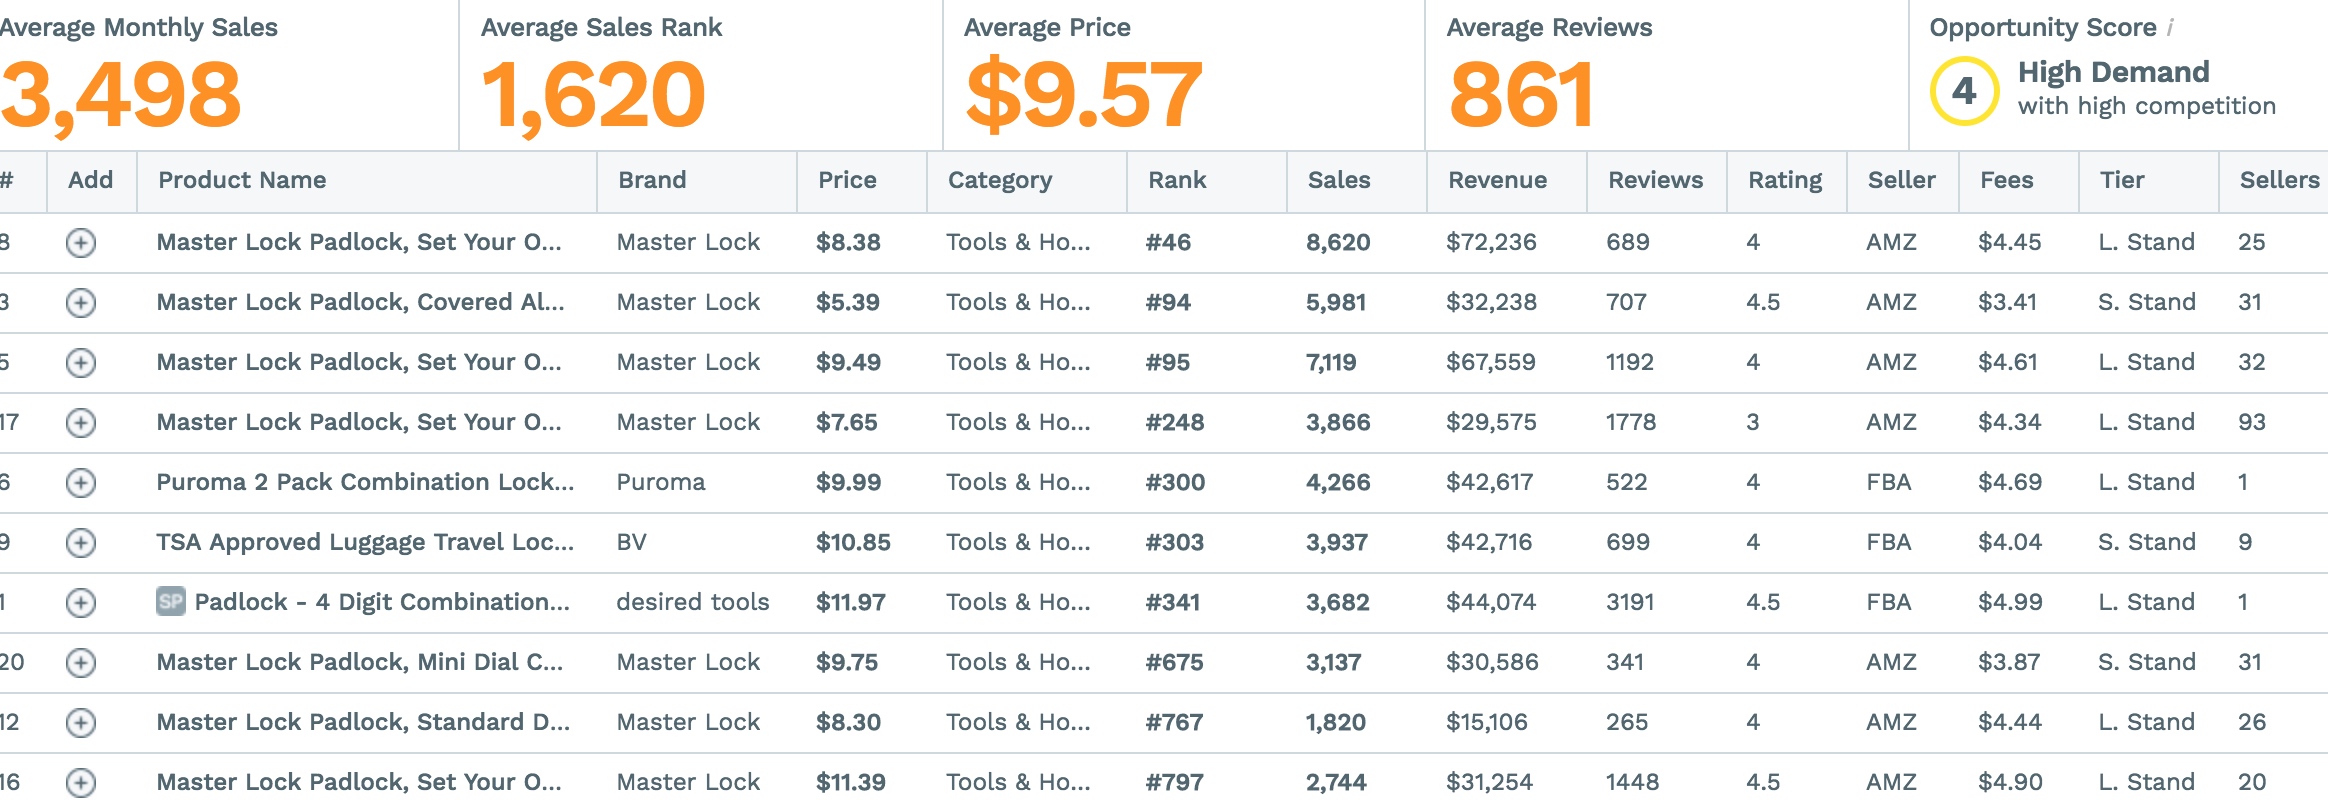 Average Monthly Sales Average Sales Rank Average Price Average Reviews Opportunity Score i
3,498 1,620 $9.57 861 4 High Demand
with high competition
# Add Product Name Brand Price Category Rank Sales Revenue Reviews Rating Seller Fees Tier Sellers
8 Master Lock Padlock, Set Your O... Master Lock $8.38 Tools & Ho... #46 8,620 $72,236 689 4 AMZ $4.45 L. Stand 25
3 Master Lock Padlock, Covered Al... Master Lock $5.39 Tools & Ho... #94 5,981 $32,238 707 4.5 AMZ $3.41 S. Stand 31
5 Master Lock Padlock, Set Your O... Master Lock $9.49 Tools & Ho... #95 7,119 $67,559 1192 4 AMZ $4.61 L. Stand 32
17 Master Lock Padlock, Set Your O... Master Lock $7.65 Tools & Ho... #248 3,866 $29,575 1778 3 AMZ $4.34 L. Stand 93
6 Puroma 2 Pack Combination Lock... Puroma $9.99 Tools & Ho... #300 4,266 $42,617 522 4 FBA $4.69 L. Stand 1
9 TSA Approved Luggage Travel Loc... BV $10.85 Tools & Ho... #303 3,937 $42,716 699 4 FBA $4.04 S. Stand 9
1 SP Padlock - 4 Digit Combination... desired tools $11.97 Tools & Ho... #341 3,682 $44,074 3191 4.5 FBA $4.99 L. Stand 1
20 Master Lock Padlock, Mini Dial C... Master Lock $9.75 Tools & Ho... #675 3,137 $30,586 341 4 AMZ $3.87 S. Stand 31
12 Master Lock Padlock, Standard D... Master Lock $8.30 Tools & Ho... #767 1,820 $15,106 265 4 AMZ $4.44 L. Stand 26
16 Master Lock Padlock, Set Your O... Master Lock $11.39 Tools & Ho... #797 2,744 $31,254 1448 4.5 AMZ $4.90 L. Stand 20